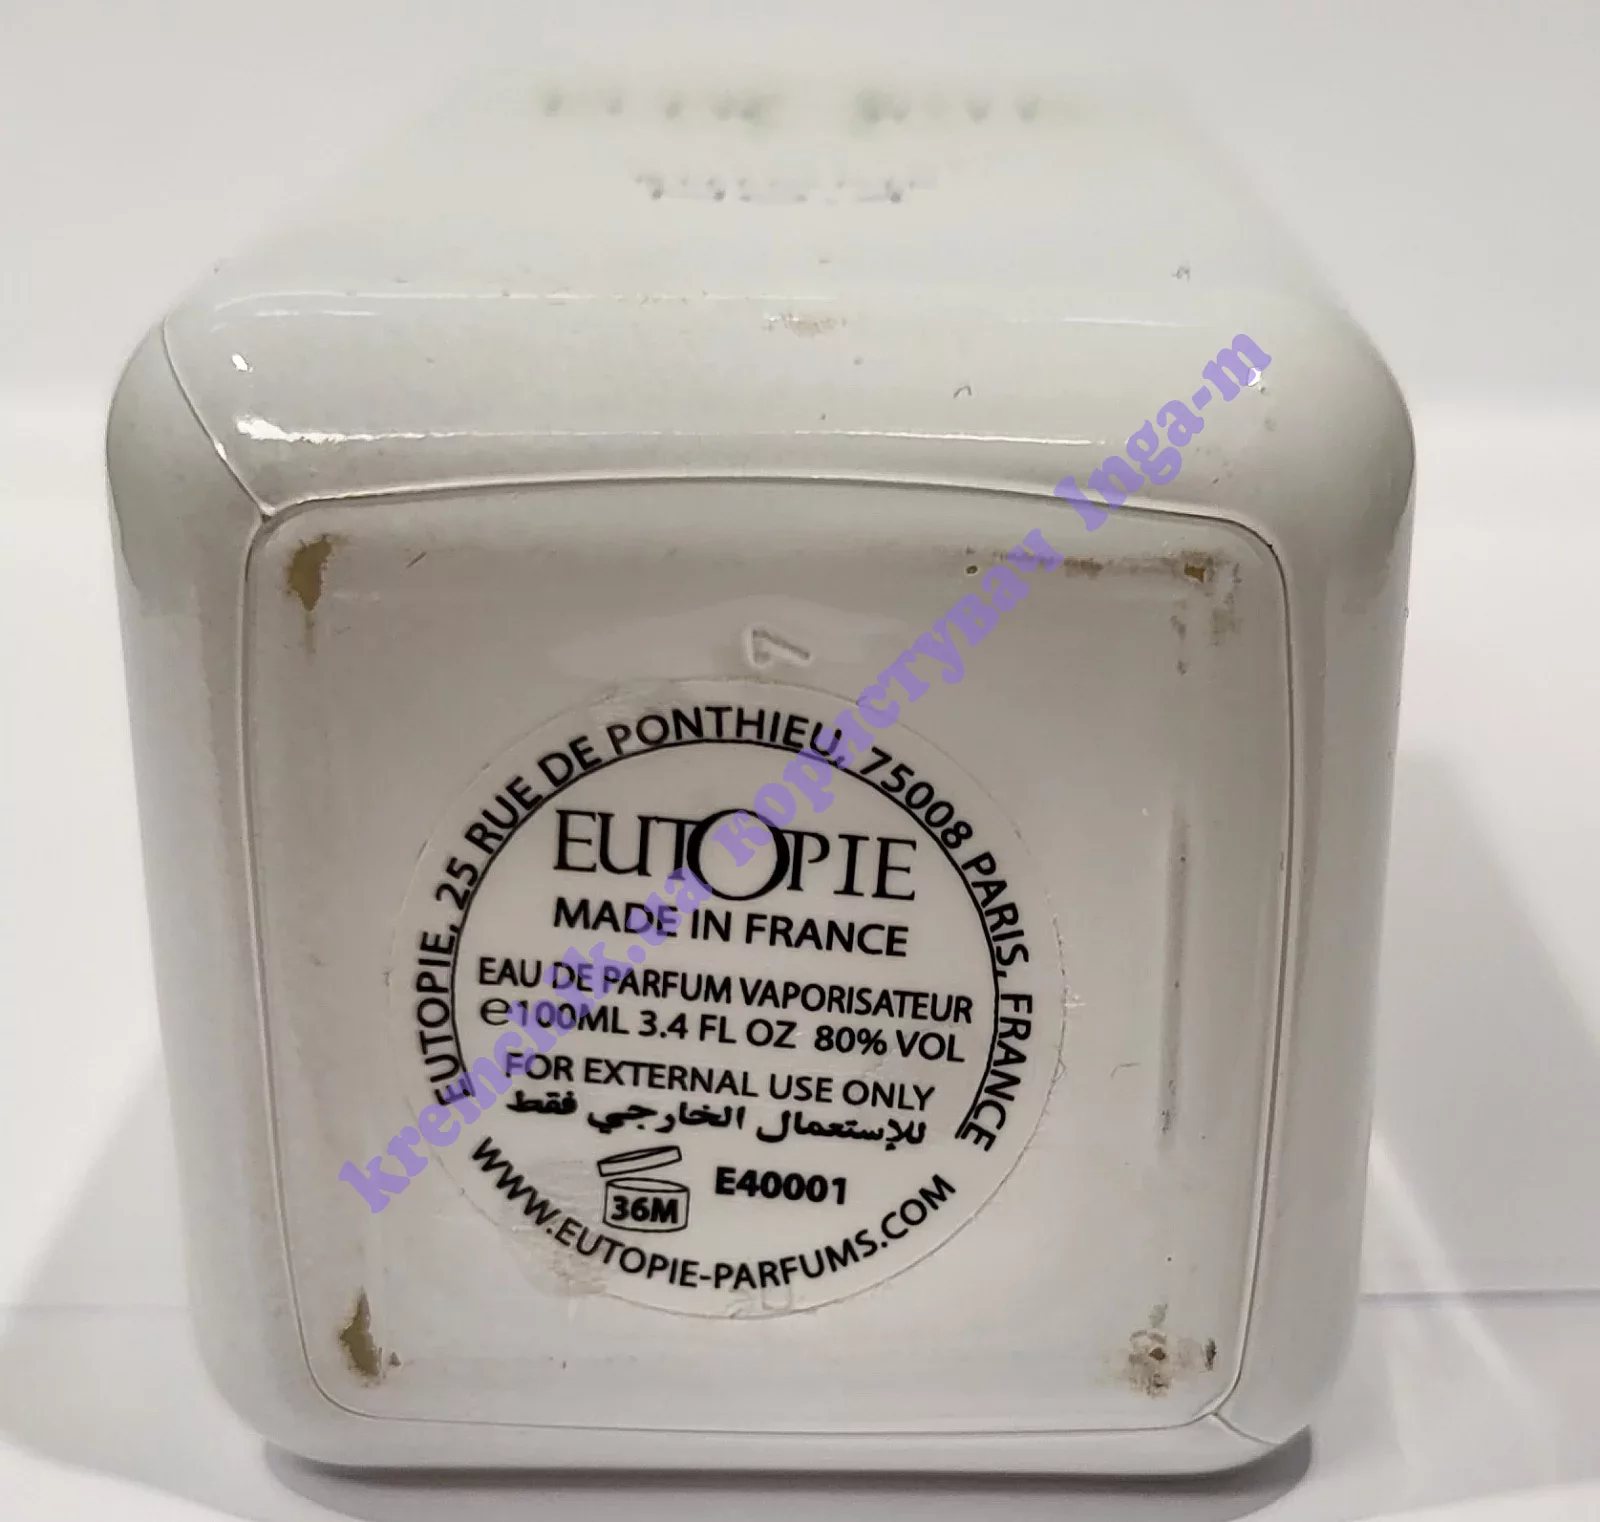 7
EUTOPIE, 25 RUE DE PONTHIEU, 75008 PARIS, FRANCE
EUTOPIE
MADE IN FRANCE
EAU DE PARFUM VAPORISATEUR
℮100ML 3.4 FL OZ 80% VOL
FOR EXTERNAL USE ONLY
للإستعمال الخارجي فقط
36M E40001
WWW.EUTOPIE-PARFUMS.COM
kremchik.ua користувач Inga-m